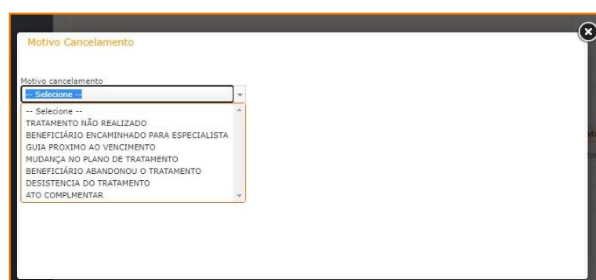 Motivo Cancelamento
Motivo cancelamento
-- Selecione --
-- Selecione --
TRATAMENTO NÃO REALIZADO
BENEFICIÁRIO ENCAMINHADO PARA ESPECIALISTA
GUIA PROXIMO AO VENCIMENTO
MUDANÇA NO PLANO DE TRATAMENTO
BENEFICIÁRIO ABANDONOU O TRATAMENTO
DESISTENCIA DO TRATAMENTO
ATO COMPLMENTAR